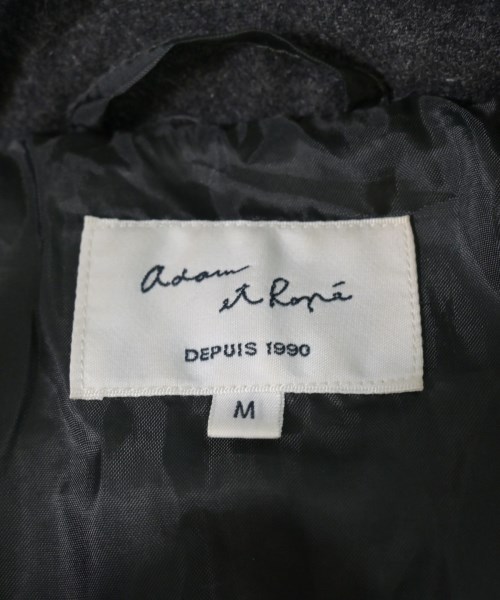 adam
et Ropé
DEPUIS 1990
M